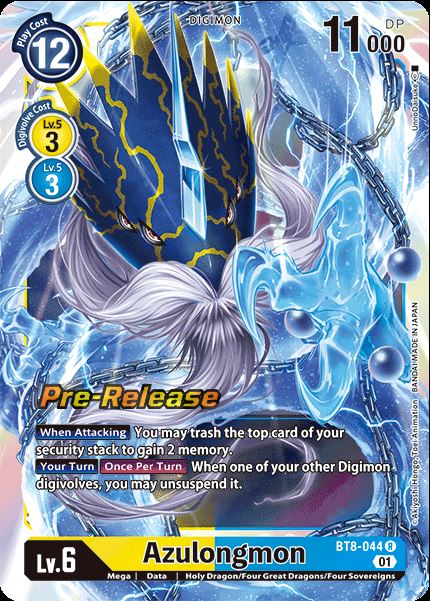 Play Cost
12
DIGIMON
11000
DP
Digivolve Cost
Lv.5
3
Lv.5
3
UnnoDaisuke
Pre-Release
When Attacking You may trash the top card of your
security stack to gain 2 memory.
Your Turn Once Per Turn When one of your other Digimon
digivolves, you may unsuspend it.
©Akiyoshi Hongo, Toei Animation ・ BANDAI・MADE IN JAPAN
Lv.6
Azulongmon
BT8-044 R
01
Mega | Data | Holy Dragon/Four Great Dragons/Four Sovereigns